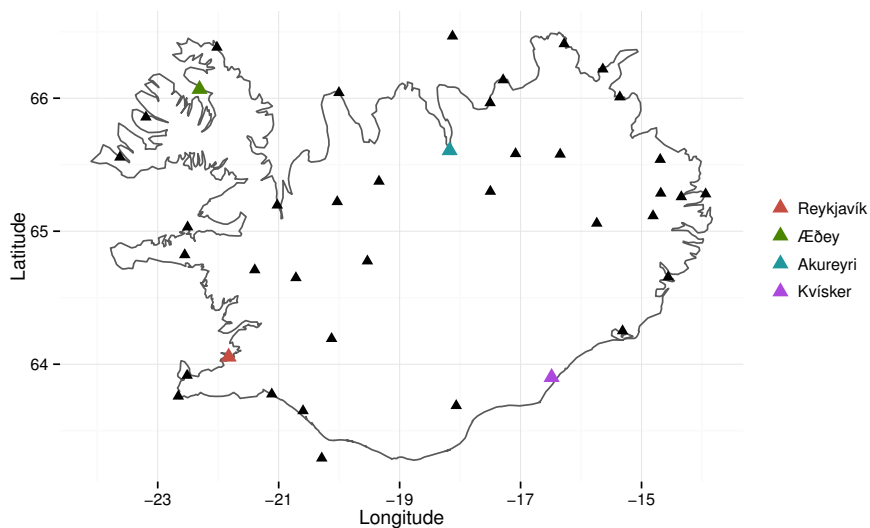 66
65
64
Latitude
−23
−21
−19
−17
−15
Longitude
Reykjavík
Æðey
Akureyri
Kvísker